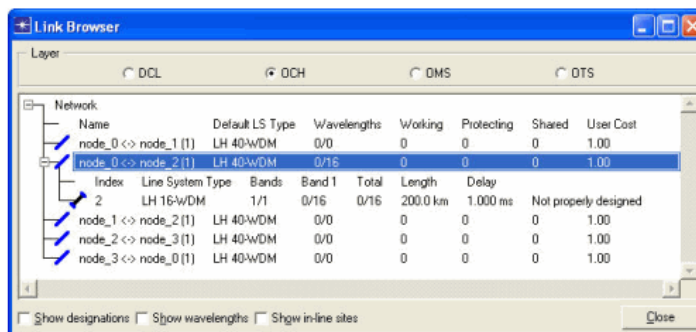 Link Browser
Layer
DCL OCH OMS OTS
Network
Name Default LS Type Wavelengths Working Protecting Shared User Cost
node_0 <-> node_1 (1) LH 40-WDM 0/0 0 0 0 1.00
node_0 <-> node_2 (1) LH 40-WDM 0/16 0 0 0 1.00
Index Line System Type Bands Band 1 Total Length Delay
2 LH 16-WDM 1/1 0/16 0/16 200.0 km 1.000 ms Not properly designed
node_1 <-> node_2 (1) LH 40-WDM 0/0 0 0 0 1.00
node_2 <-> node_3 (1) LH 40-WDM 0/0 0 0 0 1.00
node_3 <-> node_0 (1) LH 40-WDM 0/0 0 0 0 1.00
Show designations Show wavelengths Show in-line sites Close